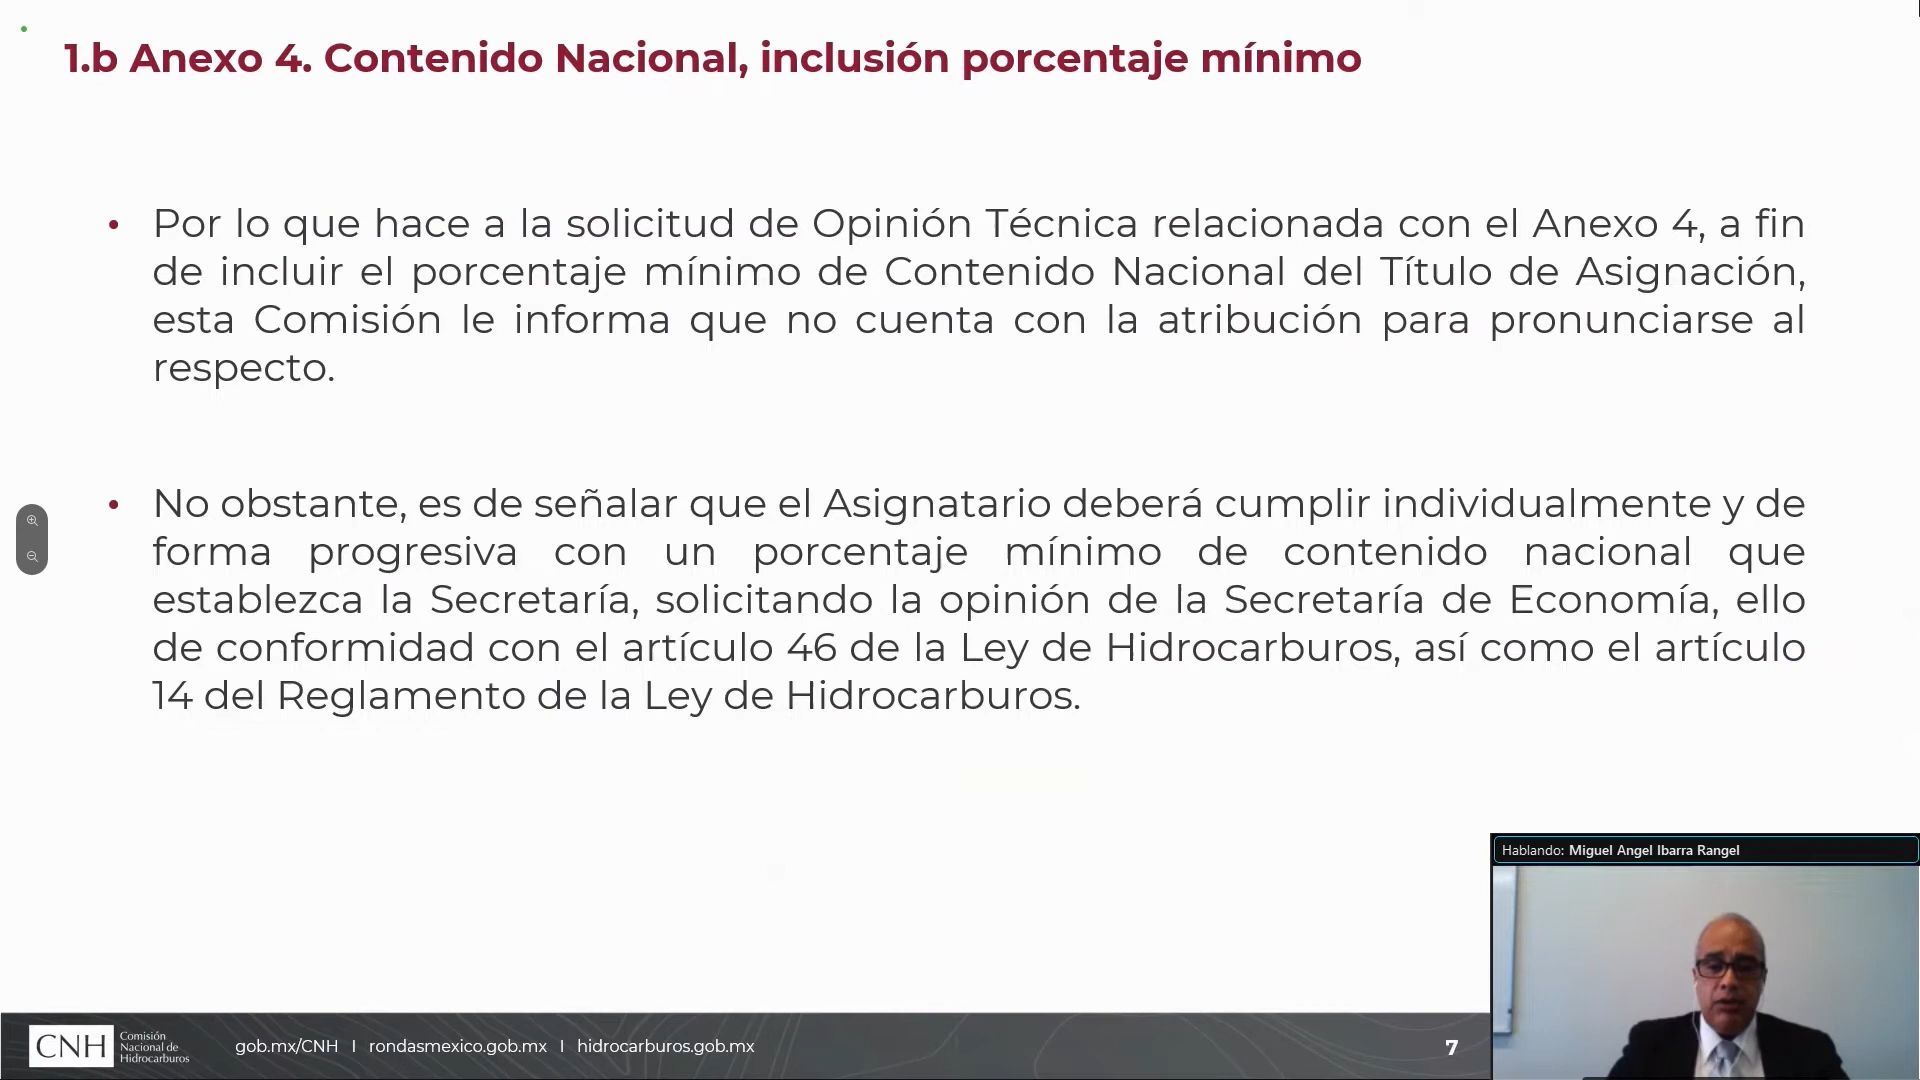 1.b Anexo 4. Contenido Nacional, inclusión porcentaje mínimo
• Por lo que hace a la solicitud de Opinión Técnica relacionada con el Anexo 4, a fin
de incluir el porcentaje mínimo de Contenido Nacional del Título de Asignación,
esta Comisión le informa que no cuenta con la atribución para pronunciarse al
respecto.
• No obstante, es de señalar que el Asignatario deberá cumplir individualmente y de
forma progresiva con un porcentaje mínimo de contenido nacional que
establezca la Secretaría, solicitando la opinión de la Secretaría de Economía, ello
de conformidad con el artículo 46 de la Ley de Hidrocarburos, así como el artículo
14 del Reglamento de la Ley de Hidrocarburos.
Hablando: Miguel Angel Ibarra Rangel
CNH
Comisión
Nacional de
Hidrocarburos
gob.mx/CNH I rondasmexico.gob.mx I hidrocarburos.gob.mx
7